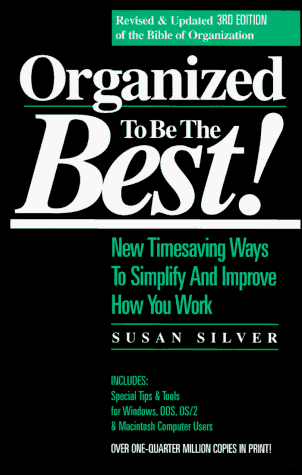 Revised & Updated 3RD EDITION
of the Bible of Organization
Organized
To Be The
Best!
New Timesaving Ways
To Simplify And Improve
How You Work
SUSAN SILVER
INCLUDES:
Special Tips & Tools
for Windows, DOS, OS/2
& Macintosh Computer Users
OVER ONE-QUARTER MILLION COPIES IN PRINT!